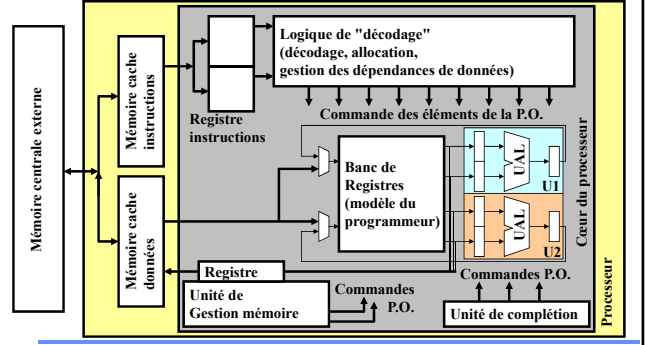 Mémoire centrale externe
Mémoire cache
instructions
Mémoire cache
données
Registre
instructions
Logique de "décodage"
(décodage, allocation,
gestion des dépendances de données)
Commande des éléments de la P.O.
Banc de
Registres
(modèle du
programmeur)
UAL
U1
UAL
U2
Cœur du processeur
Processeur
Registre
Unité de
Gestion mémoire
Commandes
P.O.
Commandes P.O.
Unité de complétion